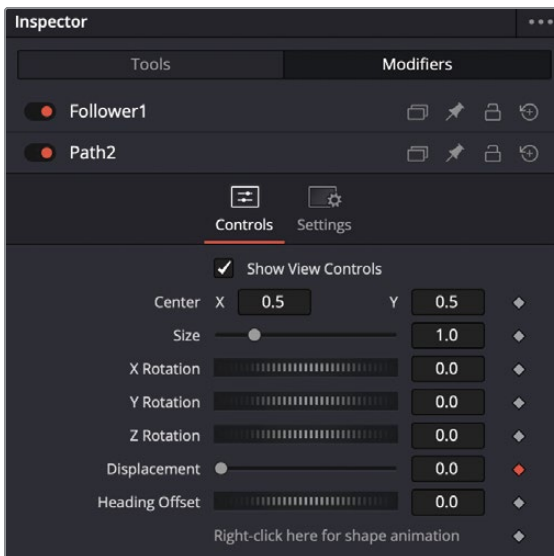 Inspector
Tools Modifiers
Follower1
Path2
Controls Settings
Show View Controls
Center X 0.5 Y 0.5
Size 1.0
X Rotation 0.0
Y Rotation 0.0
Z Rotation 0.0
Displacement 0.0
Heading Offset 0.0
Right-click here for shape animation